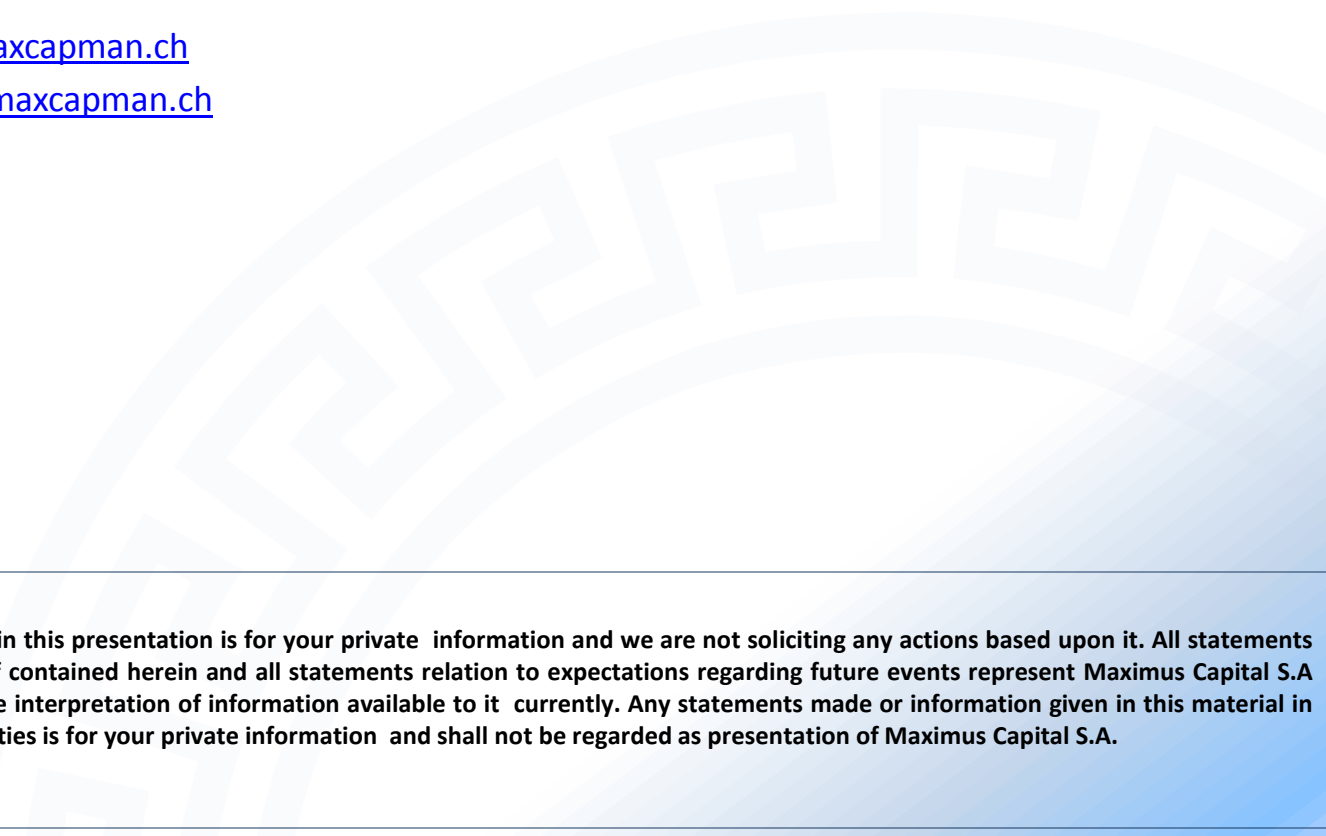 axcapman.ch
maxcapman.ch
in this presentation is for your private information and we are not soliciting any actions based upon it. All statements
f contained herein and all statements relation to expectations regarding future events represent Maximus Capital S.A
e interpretation of information available to it currently. Any statements made or information given in this material in
ties is for your private information and shall not be regarded as presentation of Maximus Capital S.A.